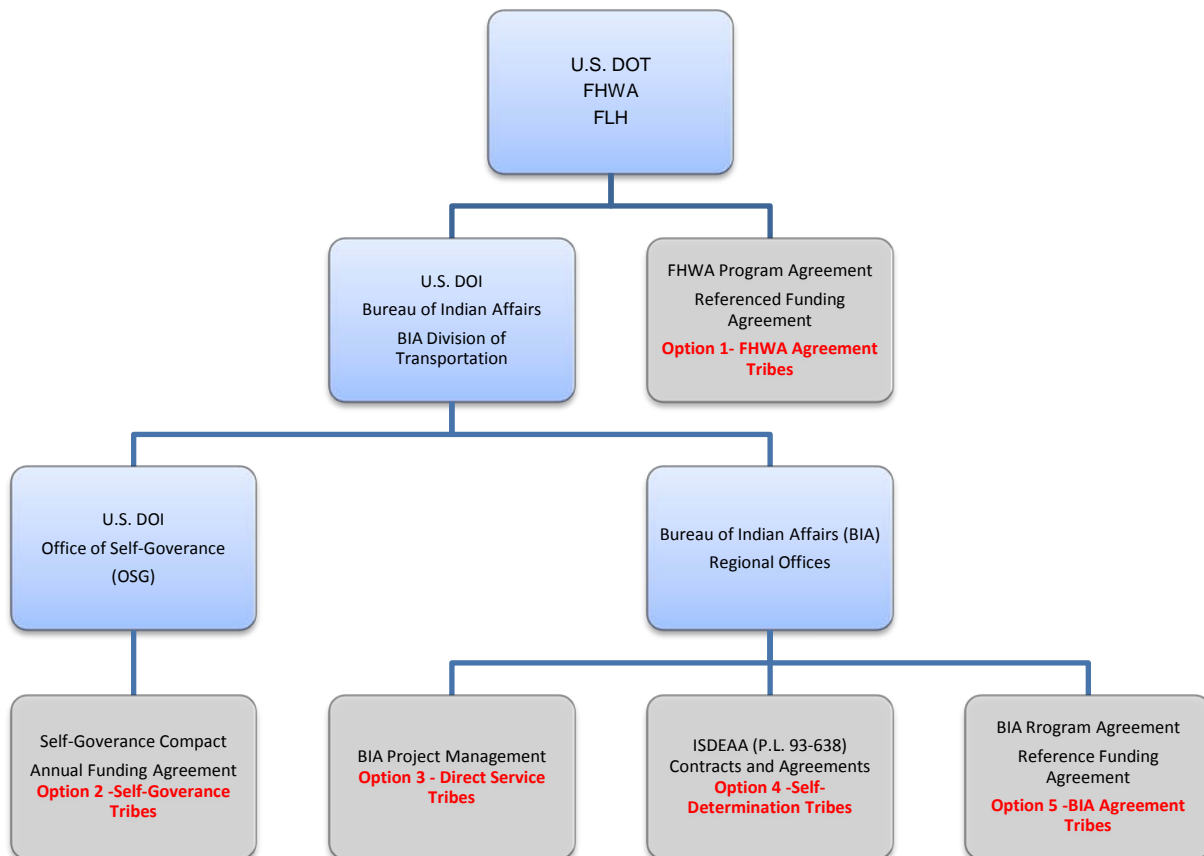 U.S. DOT
FHWA
FLH
U.S. DOI
Bureau of Indian Affairs
BIA Division of
Transportation
FHWA Program Agreement
Referenced Funding
Agreement
Option 1- FHWA Agreement
Tribes
U.S. DOI
Office of Self-Goverance
(OSG)
Bureau of Indian Affairs (BIA)
Regional Offices
Self-Goverance Compact
Annual Funding Agreement
Option 2 -Self-Goverance
Tribes
BIA Project Management
Option 3 - Direct Service
Tribes
ISDEAA (P.L. 93-638)
Contracts and Agreements
Option 4 -Self-
Determination Tribes
BIA Rrogram Agreement
Reference Funding
Agreement
Option 5 -BIA Agreement
Tribes